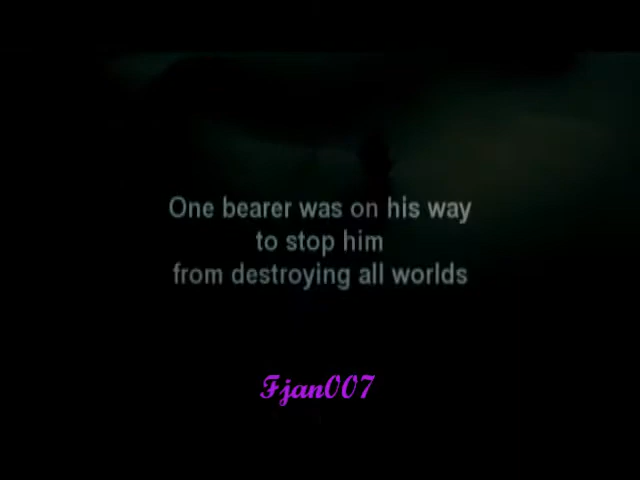 One bearer was on his way
to stop him
from destroying all worlds
Fjan007